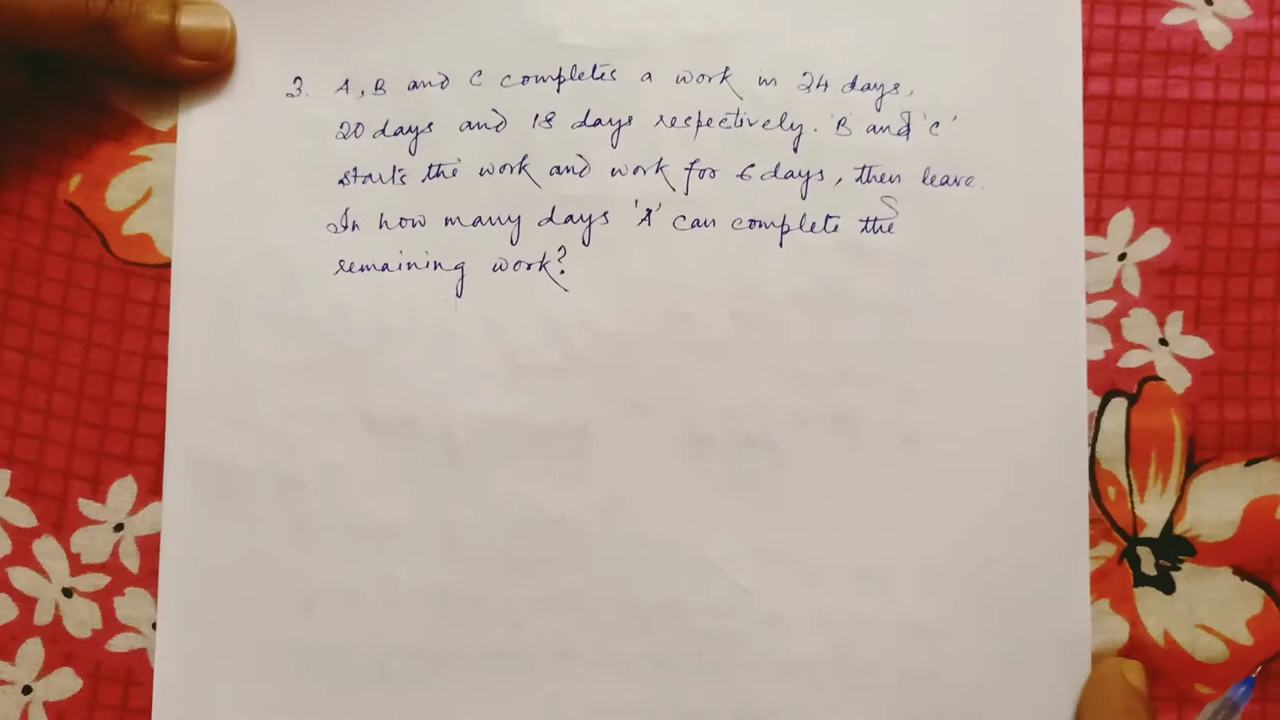 3. A, B and C completes a work in 24 days,
20 days and 18 days respectively. 'B' and 'C'
starts the work and work for 6 days, then leave.
In how many days 'A' can complete the
remaining work?